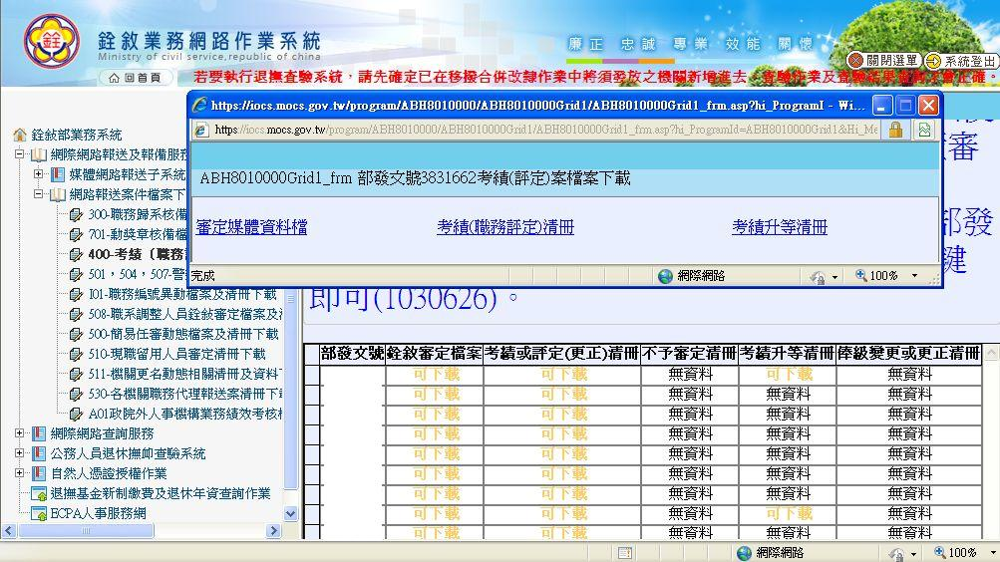 銓敘業務網路作業系統
Ministry of civil service,republic of china
廉正 忠誠 專業 效能 關懷
回首頁
關閉選單
系統登出
若要執行退撫查驗系統，請先確定已在移撥合併改隸作業中將須發放之機關新增進去，查驗作業及查驗結果
正確。
https://iocs.mocs.gov.tw/program/ABH8010000/ABH8010000Grid1/ABH8010000Grid1_frm.asp?hi_ProgramI - Wi...
https://iocs.mocs.gov.tw/program/ABH8010000/ABH8010000Grid1/ABH8010000Grid1_frm.asp?hi_ProgramId=ABH8010000Grid1&Hi_Me
ABH8010000Grid1_frm 部發文號3831662考績(評定)案檔案下載
審定媒體資料檔 考績(職務評定)清冊 考績升等清冊
完成 網際網路 100%
審
部發
鍵
即可(1030626)。
銓敘部業務系統
網際網路報送及報備服務
媒體網路報送子系統
網路報送案件檔案下
300-職務歸系核備
701-勳獎章核備檔
400-考績〔職務
501，504，507-警
I01-職務編號異動檔案及清冊下載
508-職系調整人員銓敘審定檔案及清
500-簡易任審動態檔案及清冊下載
510-現職留用人員審定清冊下載
511-機關更名動態相關清冊及資料下
530-各機關職務代理報送案清冊下
A01政院外人事機構業務績效考核
網際網路查詢服務
公務人員退休撫卹查驗系統
自然人憑證授權作業
退撫基金新制繳費及退休年資查詢作業
ECPA人事服務網
部發文號 銓敘審定檔案 考績或評定(更正)清冊 不予審定清冊 考績升等清冊 俸級變更或更正清冊
可下載 可下載 無資料 可下載 無資料
可下載 可下載 無資料 無資料 無資料
可下載 可下載 無資料 無資料 無資料
可下載 可下載 無資料 無資料 無資料
可下載 可下載 無資料 無資料 無資料
可下載 可下載 無資料 無資料 無資料
可下載 可下載 無資料 無資料 無資料
可下載 可下載 無資料 可下載 無資料
可下載 可下載 無資料 無資料 無資料
網際網路 100%